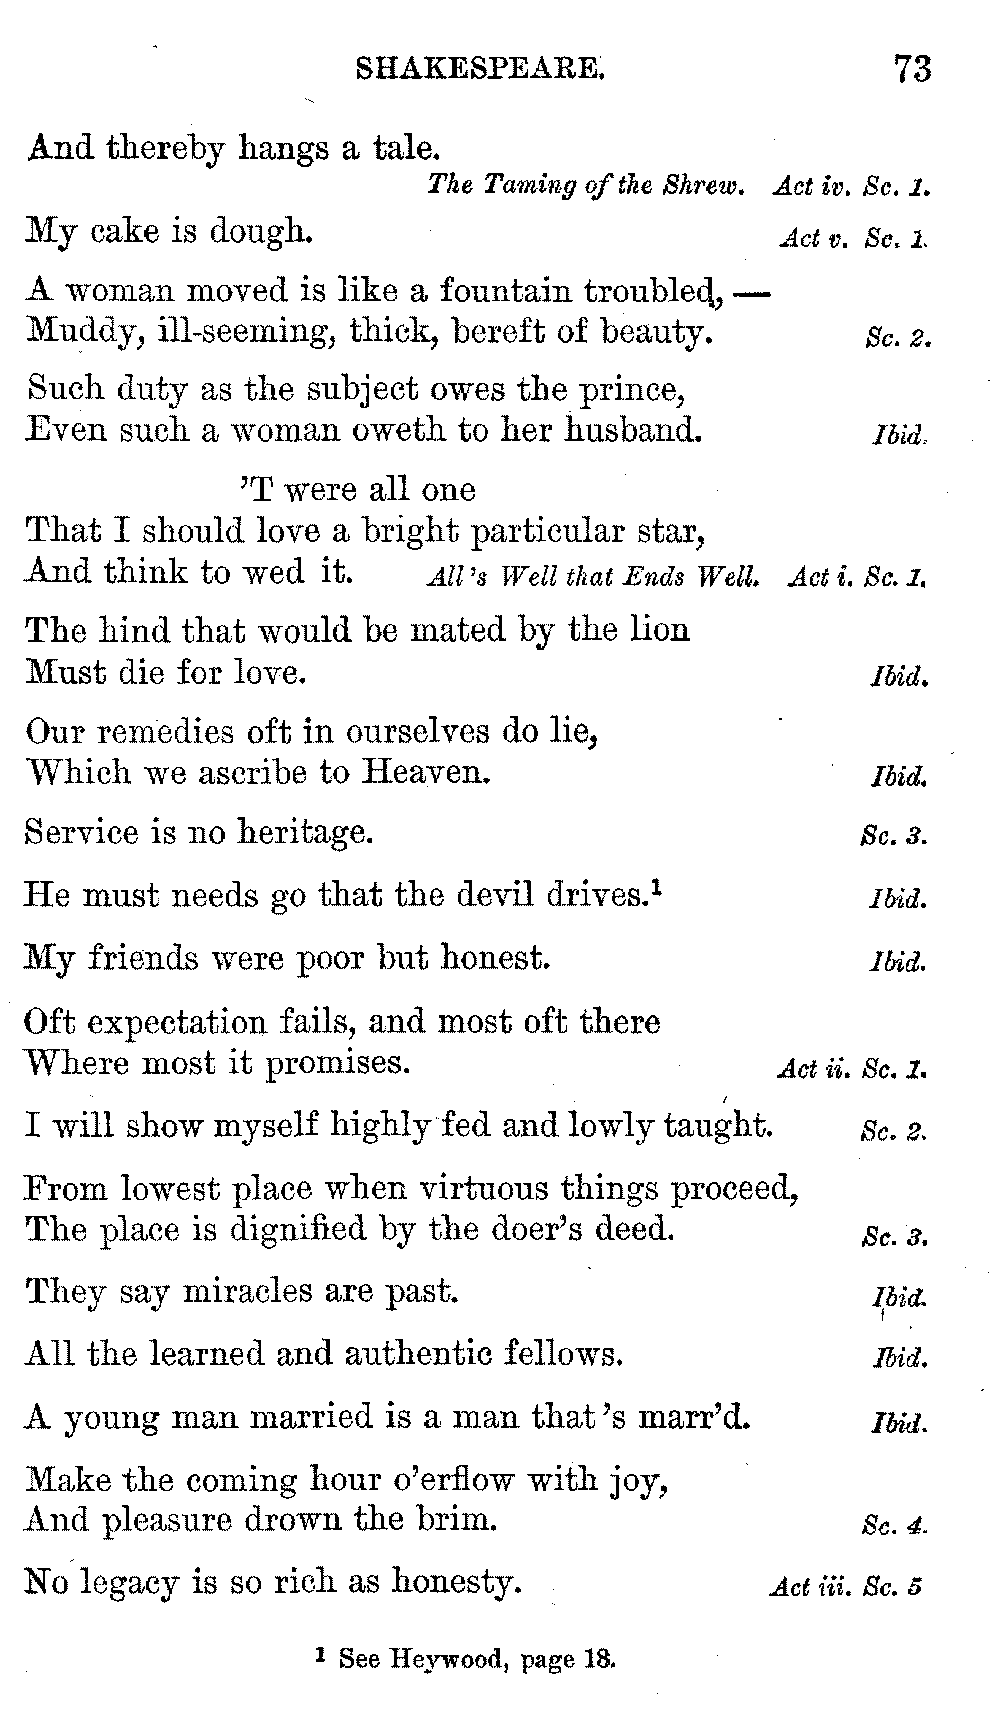 SHAKESPEARE. 73
And thereby hangs a tale.
The Taming of the Shrew. Act iv. Sc. 1.
My cake is dough. Act v. Sc. 1.
A woman moved is like a fountain troubled, —
Muddy, ill-seeming, thick, bereft of beauty. Sc. 2.
Such duty as the subject owes the prince,
Even such a woman oweth to her husband. Ibid.
'T were all one
That I should love a bright particular star,
And think to wed it. All 's Well that Ends Well. Act i. Sc. 1.
The hind that would be mated by the lion
Must die for love. Ibid.
Our remedies oft in ourselves do lie,
Which we ascribe to Heaven. Ibid.
Service is no heritage. Sc. 3.
He must needs go that the devil drives.¹ Ibid.
My friends were poor but honest. Ibid.
Oft expectation fails, and most oft there
Where most it promises. Act ii. Sc. 1.
I will show myself highly fed and lowly taught. Sc. 2.
From lowest place when virtuous things proceed,
The place is dignified by the doer's deed. Sc. 3.
They say miracles are past. Ibid.
All the learned and authentic fellows. Ibid.
A young man married is a man that 's marr'd. Ibid.
Make the coming hour o'erflow with joy,
And pleasure drown the brim. Sc. 4.
No legacy is so rich as honesty. Act iii. Sc. 5
¹ See Heywood, page 18.